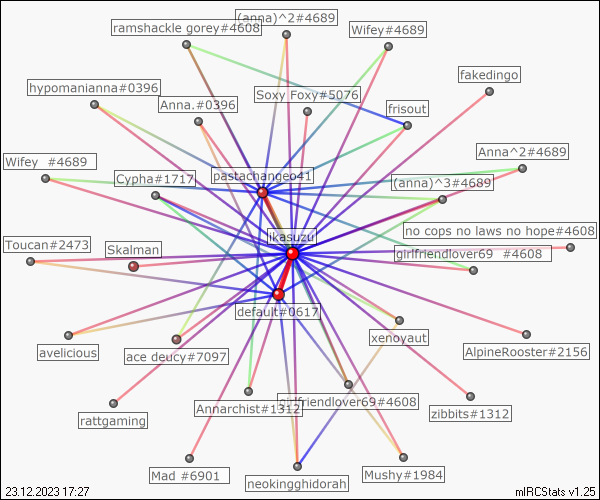 (anna)^2#4689
ramshackle gorey#4608
Wifey#4689
fakedingo
hypomanianna#0396
Soxy Foxy#5076
Anna.#0396
frisout
Anna^2#4689
Wifey  #4689
Cypha#1717
pastachangeo41
(anna)^3#4689
no cops no laws no hope#4608
ikasuzu
Toucan#2473
Skalman
girlfriendlover69  #4608
default#0617
xenoyaut
avelicious
ace deucy#7097
AlpineRooster#2156
rattgaming
Annarchist#1312
girlfriendlover69#4608
zibbits#1312
Mad #6901
neokingghidorah
Mushy#1984
23.12.2023 17:27
mIRCStats v1.25